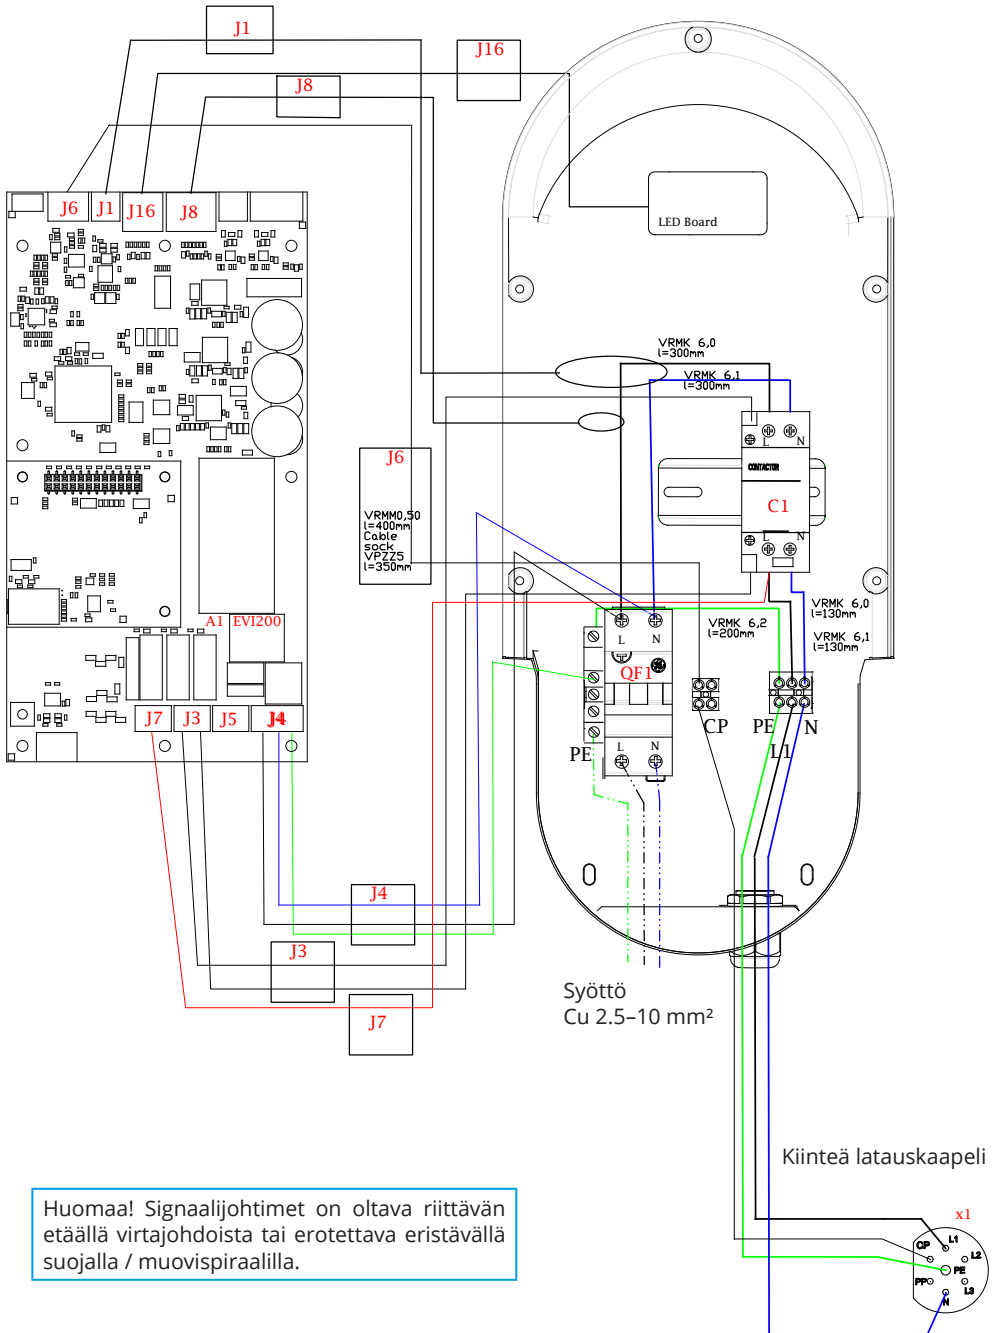 J1
J16
J8
J6
J1
J16
J8
LED Board
VRMK 6,0
l=300mm
VRMK 6,1
l=300mm
J6
VRMM0,50
l=400mm
Cable
sock
VPZZ5
l=350mm
L
N
CONTACTOR
C1
L
N
A1 EVI200
VRMK 6,0
l=130mm
VRMK 6,2
l=200mm
VRMK 6,1
l=130mm
L
N
QF1
J7
J3
J5
J4
CP
PE
N
PE
L1
L
N
J4
J3
J7
Syöttö
Cu 2.5–10 mm²
Kiinteä latauskaapeli
Huomaa! Signaalijohtimet on oltava riittävän
etäällä virtajohdoista tai erotettava eristävällä
suojalla / muovispiraalilla.
x1
L1
CP
L2
PE
PP
L3
N